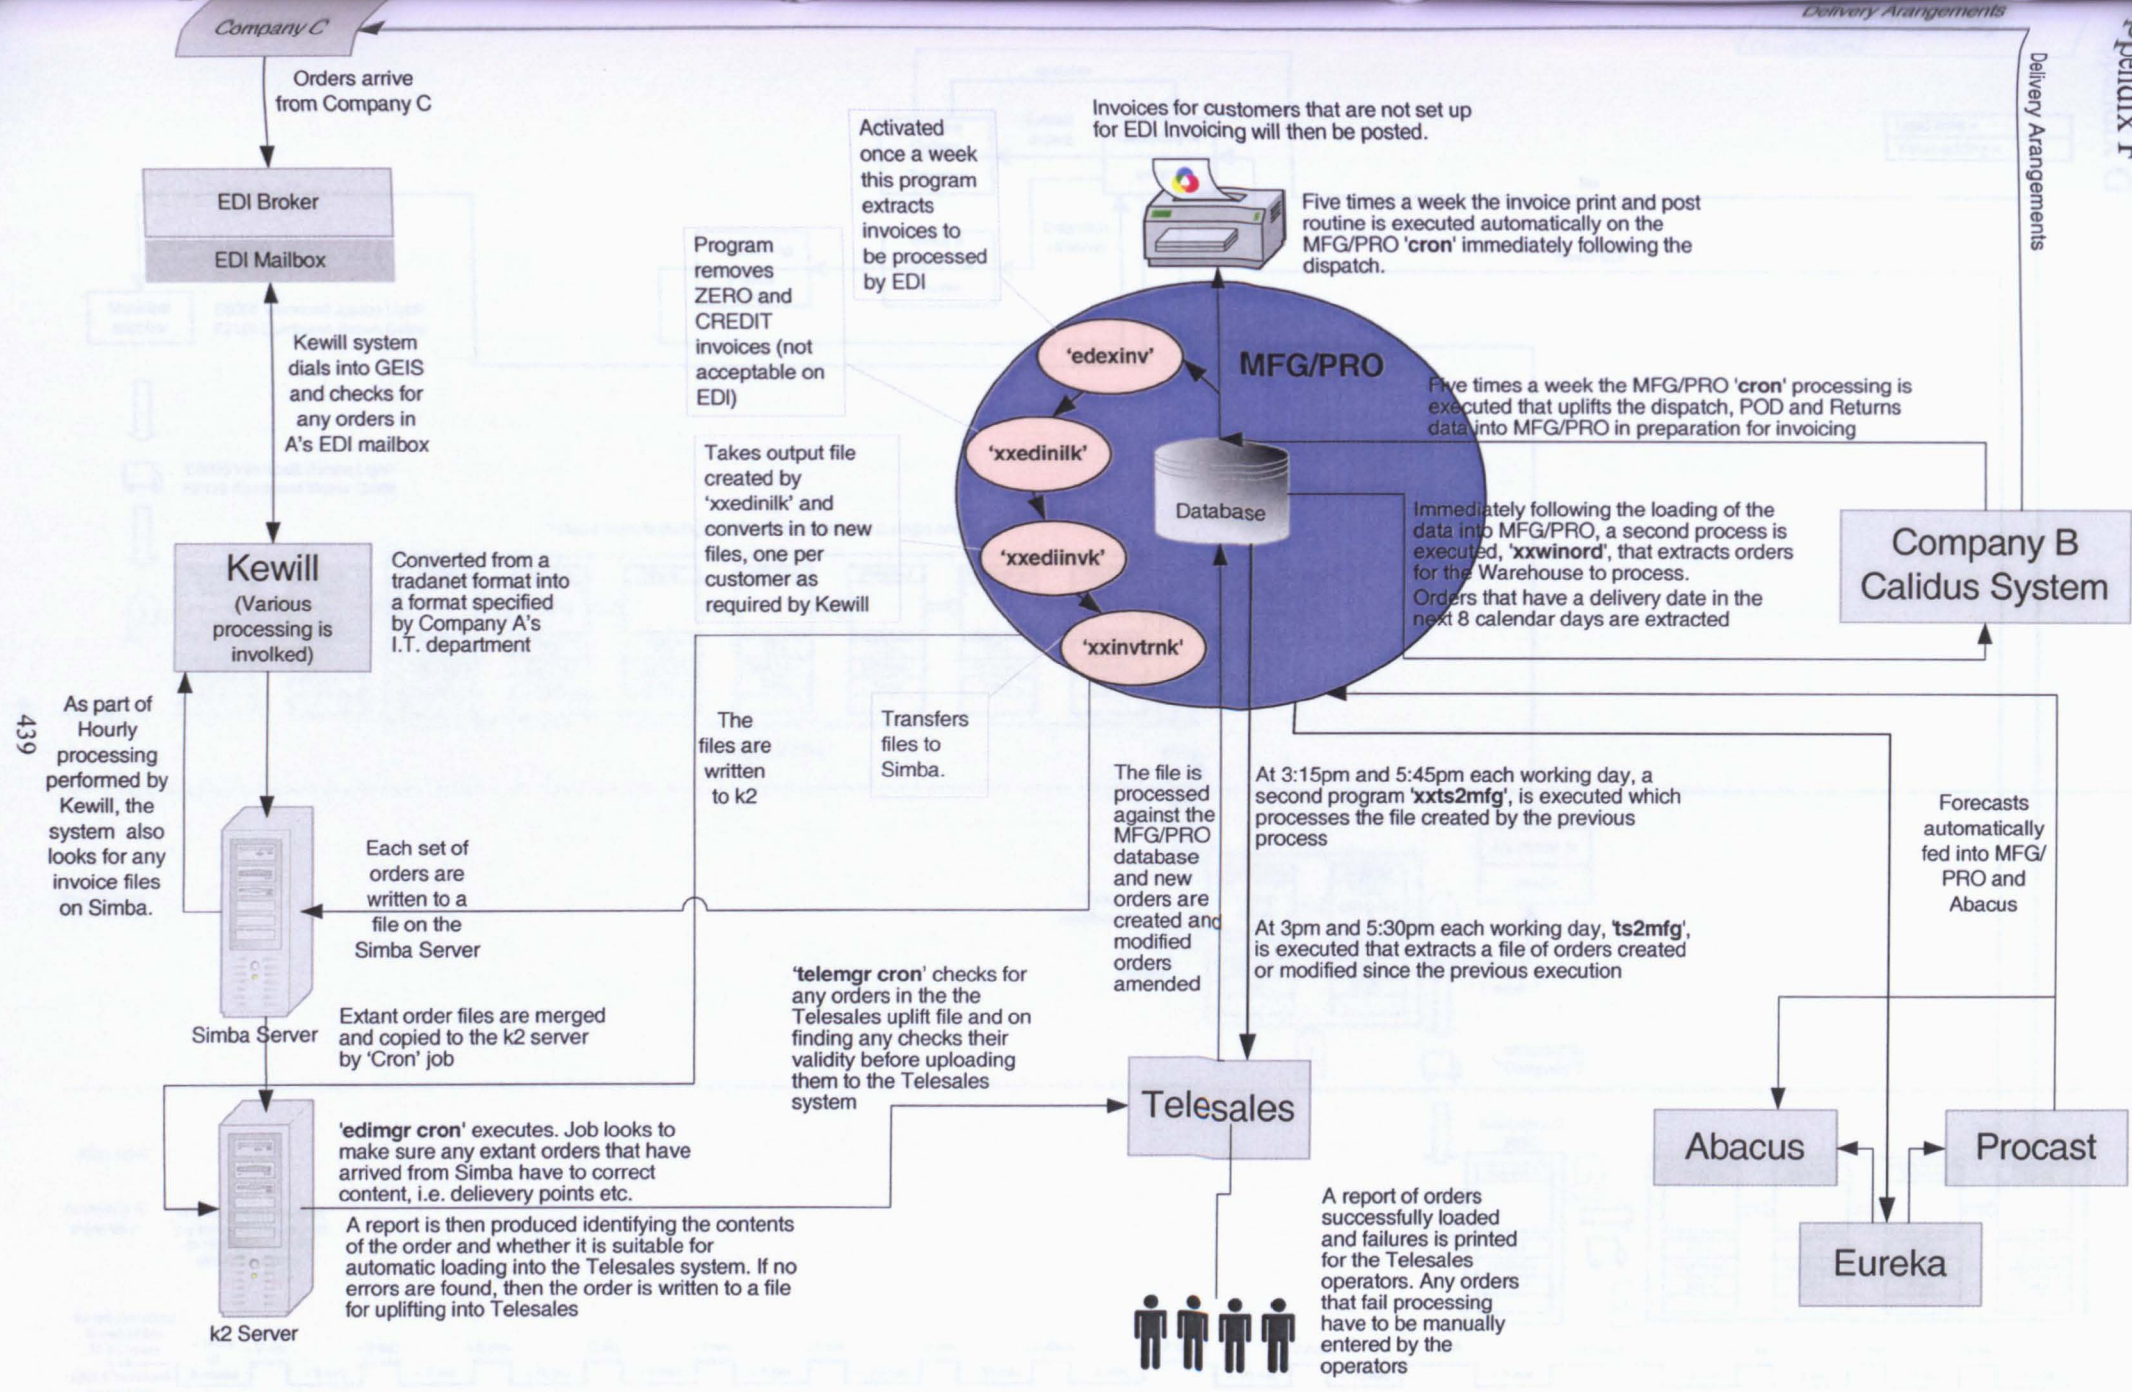 Delivery Arangements
Company C
Orders arrive
from Company C
EDI Broker
EDI Mailbox
Kewill system
dials into GEIS
and checks for
any orders in
A's EDI mailbox
Kewill
(Various
processing is
involked)
Converted from a
tradanet format into
a format specified
by Company A's
I.T. department
As part of
Hourly
processing
performed by
Kewill, the
system also
looks for any
invoice files
on Simba.
439
Each set of
orders are
written to a
file on the
Simba Server
Simba Server
Extant order files are merged
and copied to the k2 server
by 'Cron' job
'edimgr cron' executes. Job looks to
make sure any extant orders that have
arrived from Simba have to correct
content, i.e. delievery points etc.
A report is then produced identifying the contents
of the order and whether it is suitable for
automatic loading into the Telesales system. If no
errors are found, then the order is written to a file
for uplifting into Telesales
k2 Server
Program
removes
ZERO and
CREDIT
invoices (not
acceptable on
EDI)
Activated
once a week
this program
extracts
invoices to
be processed
by EDI
Takes output file
created by
'xxedinilk' and
converts in to new
files, one per
customer as
required by Kewill
The
files are
written
to k2
Transfers
files to
Simba.
Invoices for customers that are not set up
for EDI Invoicing will then be posted.
Five times a week the invoice print and post
routine is executed automatically on the
MFG/PRO 'cron' immediately following the
dispatch.
MFG/PRO
'edexinv'
'xxedinilk'
'xxediinvk'
'xxinvtrnk'
Database
Five times a week the MFG/PRO 'cron' processing is
executed that uplifts the dispatch, POD and Returns
data into MFG/PRO in preparation for invoicing
Immediately following the loading of the
data into MFG/PRO, a second process is
executed, 'xxwinord', that extracts orders
for the Warehouse to process.
Orders that have a delivery date in the
next 8 calendar days are extracted
Company B
Calidus System
Delivery Arangements
The file is
processed
against the
MFG/PRO
database
and new
orders are
created and
modified
orders
amended
At 3:15pm and 5:45pm each working day, a
second program 'xxts2mfg', is executed which
processes the file created by the previous
process
At 3pm and 5:30pm each working day, 'ts2mfg',
is executed that extracts a file of orders created
or modified since the previous execution
'telemgr cron' checks for
any orders in the the
Telesales uplift file and on
finding any checks their
validity before uploading
them to the Telesales
system
Telesales
A report of orders
successfully loaded
and failures is printed
for the Telesales
operators. Any orders
that fail processing
have to be manually
entered by the
operators
Forecasts
automatically
fed into MFG/
PRO and
Abacus
Abacus
Procast
Eureka